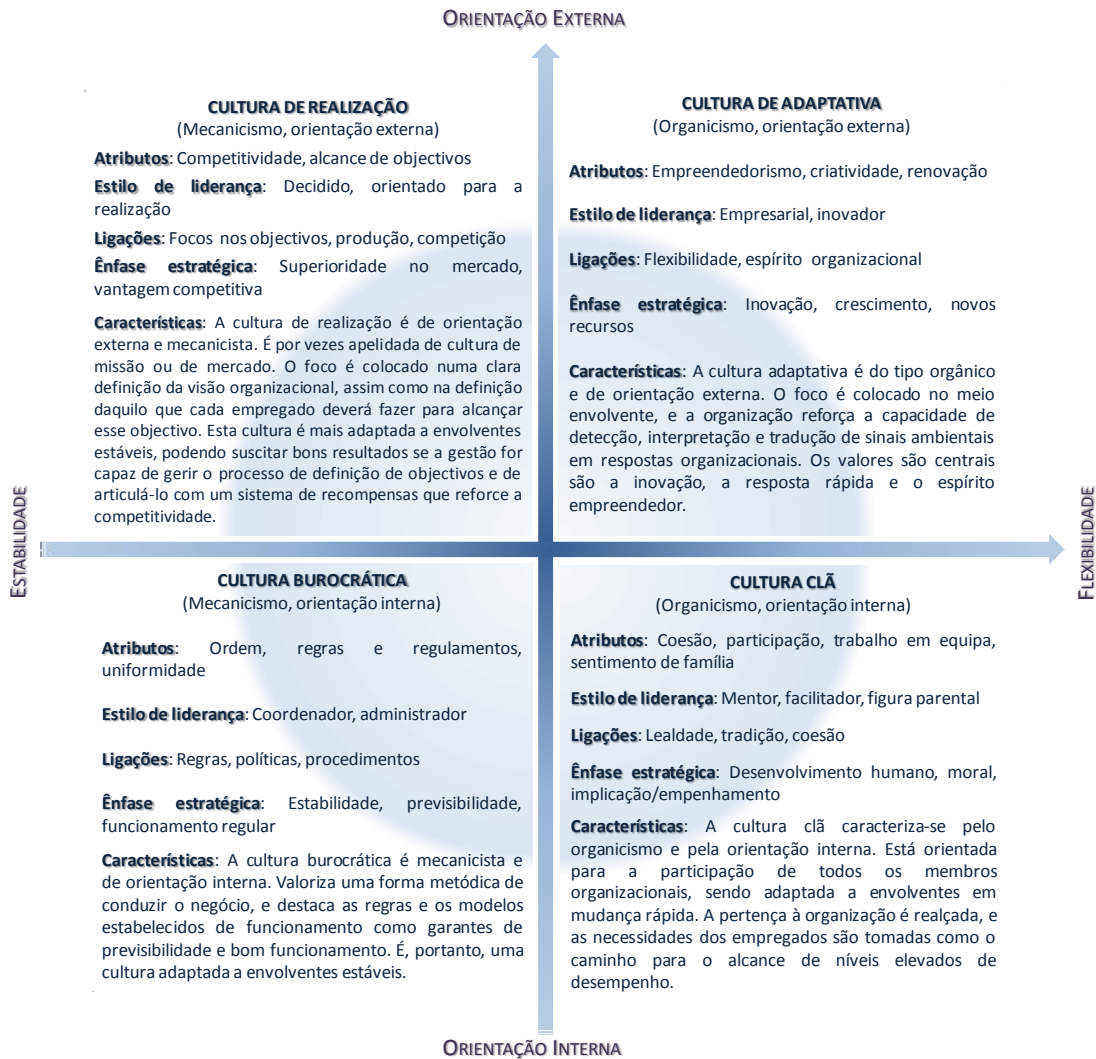 ORIENTAÇÃO EXTERNA
CULTURA DE REALIZAÇÃO
(Mecanicismo, orientação externa)
Atributos: Competitividade, alcance de objectivos
Estilo de liderança: Decidido, orientado para a
realização
Ligações: Focos nos objectivos, produção, competição
Ênfase estratégica: Superioridade no mercado,
vantagem competitiva
Características: A cultura de realização é de orientação
externa e mecanicista. É por vezes apelidada de cultura de
missão ou de mercado. O foco é colocado numa clara
definição da visão organizacional, assim como na definição
daquilo que cada empregado deverá fazer para alcançar
esse objectivo. Esta cultura é mais adaptada a envolventes
estáveis, podendo suscitar bons resultados se a gestão for
capaz de gerir o processo de definição de objectivos e de
articulá-lo com um sistema de recompensas que reforce a
competitividade.
CULTURA DE ADAPTATIVA
(Organicismo, orientação externa)
Atributos: Empreendedorismo, criatividade, renovação
Estilo de liderança: Empresarial, inovador
Ligações: Flexibilidade, espírito organizacional
Ênfase estratégica: Inovação, crescimento, novos
recursos
Características: A cultura adaptativa é do tipo orgânico
e de orientação externa. O foco é colocado no meio
envolvente, e a organização reforça a capacidade de
detecção, interpretação e tradução de sinais ambientais
em respostas organizacionais. Os valores são centrais
são a inovação, a resposta rápida e o espírito
empreendedor.
ESTABILIDADE
FLEXIBILIDADE
CULTURA BUROCRÁTICA
(Mecanicismo, orientação interna)
Atributos: Ordem, regras e regulamentos,
uniformidade
Estilo de liderança: Coordenador, administrador
Ligações: Regras, políticas, procedimentos
Ênfase estratégica: Estabilidade, previsibilidade,
funcionamento regular
Características: A cultura burocrática é mecanicista e
de orientação interna. Valoriza uma forma metódica de
conduzir o negócio, e destaca as regras e os modelos
estabelecidos de funcionamento como garantes de
previsibilidade e bom funcionamento. É, portanto, uma
cultura adaptada a envolventes estáveis.
CULTURA CLÃ
(Organicismo, orientação interna)
Atributos: Coesão, participação, trabalho em equipa,
sentimento de família
Estilo de liderança: Mentor, facilitador, figura parental
Ligações: Lealdade, tradição, coesão
Ênfase estratégica: Desenvolvimento humano, moral,
implicação/empenhamento
Características: A cultura clã caracteriza-se pelo
organicismo e pela orientação interna. Está orientada
para a participação de todos os membros
organizacionais, sendo adaptada a envolventes em
mudança rápida. A pertença à organização é realçada, e
as necessidades dos empregados são tomadas como o
caminho para o alcance de níveis elevados de
desempenho.
ORIENTAÇÃO INTERNA